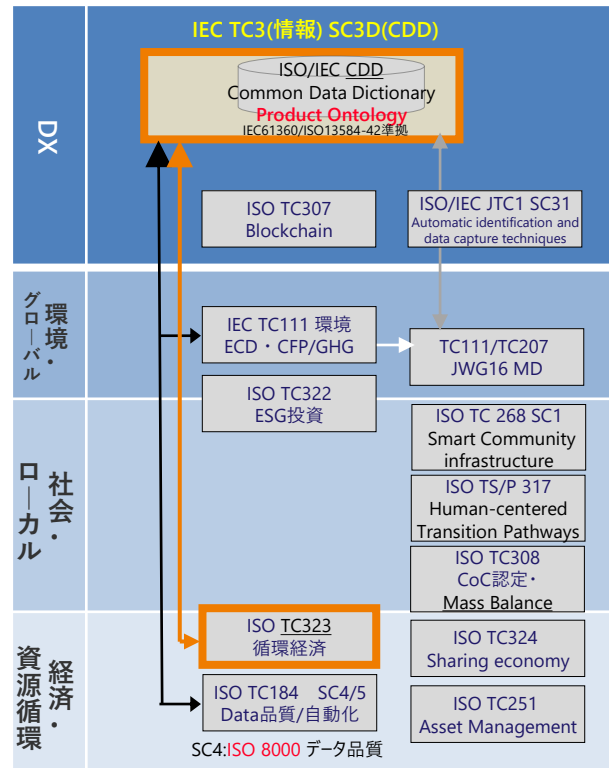 IEC TC3(情報) SC3D(CDD)
ISO/IEC CDD
Common Data Dictionary
Product Ontology
IEC61360/ISO13584-42準拠
DX
ISO TC307
Blockchain
ISO/IEC JTC1 SC31
Automatic identification and
data capture techniques
環境・
グローバル
IEC TC111 環境
ECD・CFP/GHG
TC111/TC207
JWG16 MD
ISO TC322
ESG投資
社会・
ローカル
ISO TC 268 SC1
Smart Community
infrastructure
ISO TS/P 317
Human-centered
Transition Pathways
ISO TC308
CoC認定・
Mass Balance
経済・
資源循環
ISO TC323
循環経済
ISO TC324
Sharing economy
ISO TC184 SC4/5
Data品質/自動化
ISO TC251
Asset Management
SC4:ISO 8000 データ品質